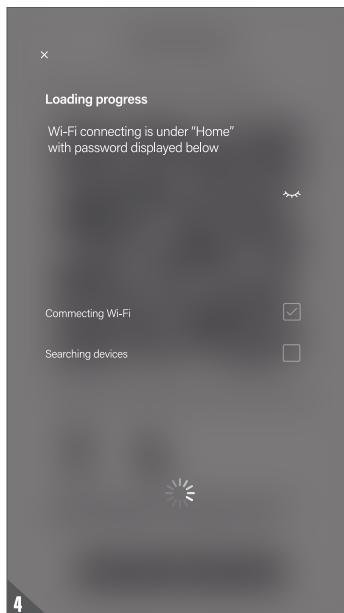 ×
Loading progress
Wi-Fi connecting is under "Home"
with password displayed below
Commecting Wi-Fi
Searching devices
4